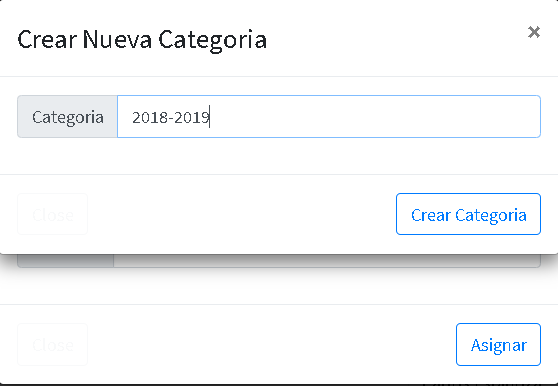 Crear Nueva Categoria
×
Categoria 2018-2019
Close Crear Categoria
Close Asignar